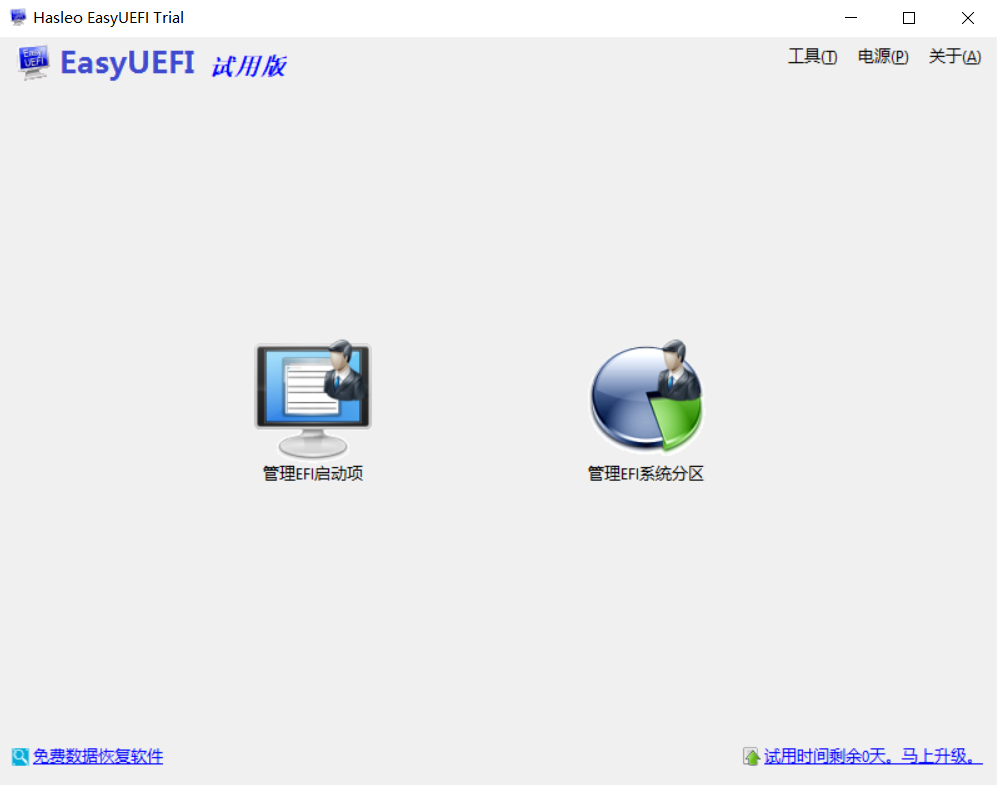 Hasleo EasyUEFI Trial
EasyUEFI 试用版
工具(T) 电源(P) 关于(A)
Easy UEFI
管理EFI启动项 管理EFI系统分区
免费数据恢复软件 试用时间剩余0天。马上升级。